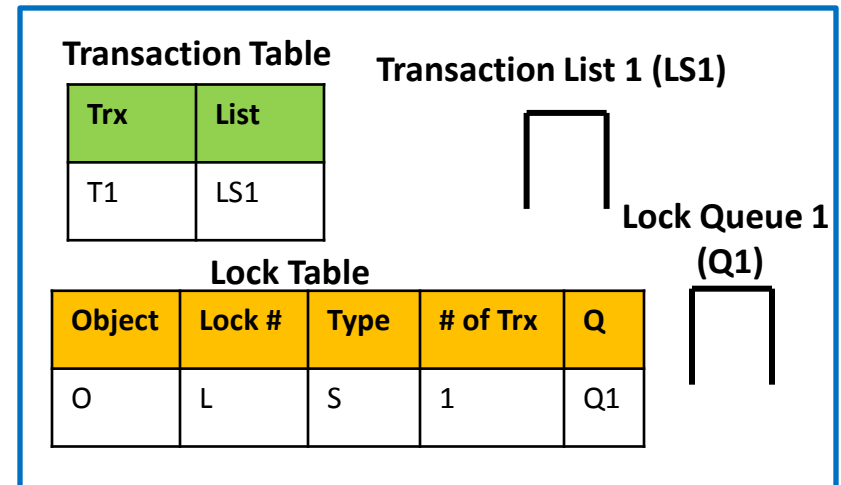 Transaction Table
Transaction List 1 (LS1)
Trx List
T1 LS1
Lock Queue 1
(Q1)
Lock Table
Object Lock # Type # of Trx Q
O L S 1 Q1